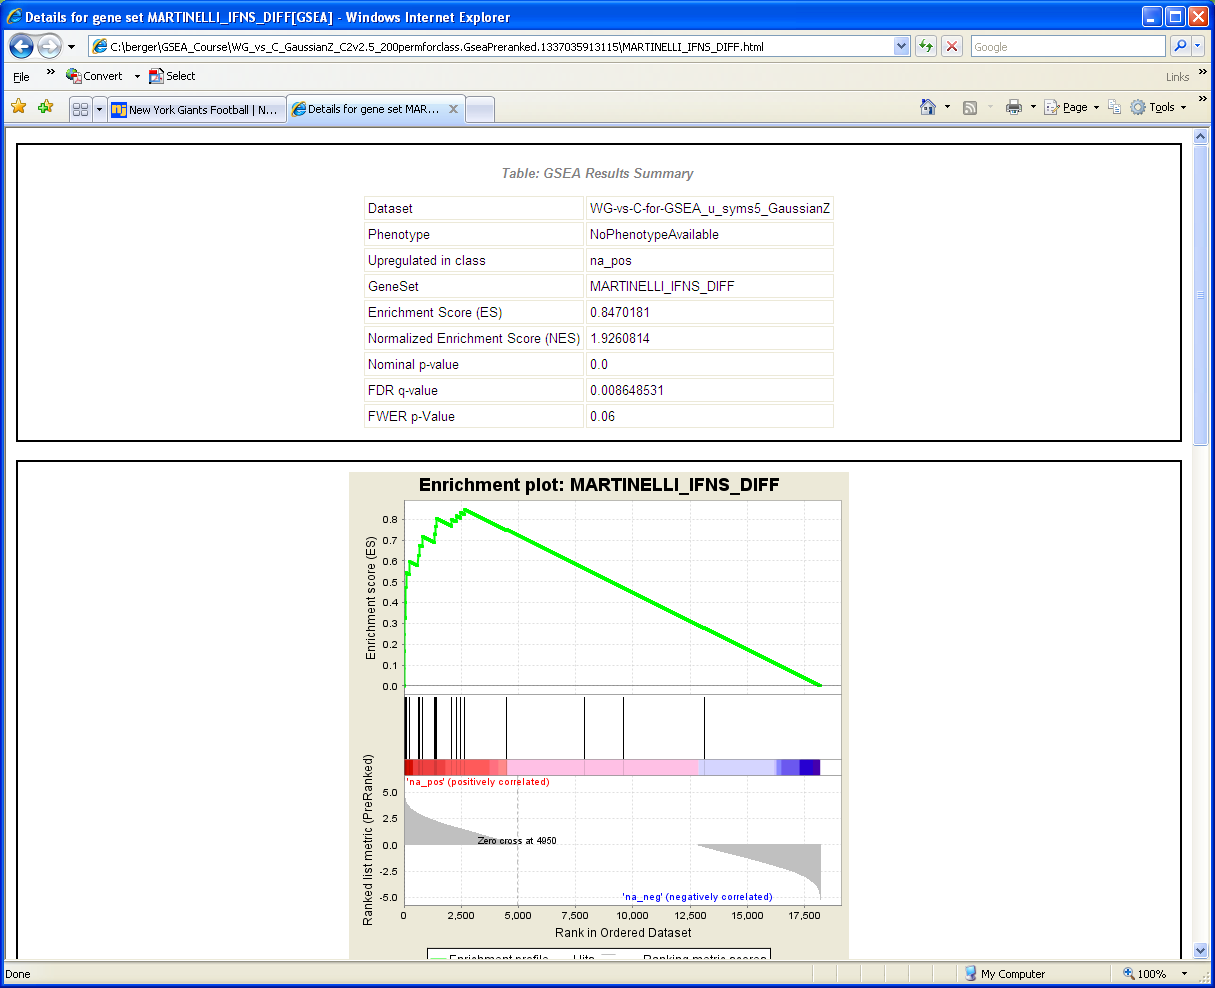 Details for gene set MARTINELLI_IFNS_DIFF[GSEA] - Windows Internet Explorer
C:\berger\GSEA_Course\WG_vs_C_GaussianZ_C2v2.5_200permforclass.GseaPreranked.1337035913115\MARTINELLI_IFNS_DIFF.html
Google
File » Convert Select Links »
New York Giants Football | N... Details for gene set MAR... Page Tools »
Table: GSEA Results Summary
Dataset WG-vs-C-for-GSEA_u_syms5_GaussianZ
Phenotype NoPhenotypeAvailable
Upregulated in class na_pos
GeneSet MARTINELLI_IFNS_DIFF
Enrichment Score (ES) 0.8470181
Normalized Enrichment Score (NES) 1.9260814
Nominal p-value 0.0
FDR q-value 0.008648531
FWER p-Value 0.06
Enrichment plot: MARTINELLI_IFNS_DIFF
Enrichment score (ES)
0.8
0.7
0.6
0.5
0.4
0.3
0.2
0.1
0.0
'na_pos' (positively correlated)
Ranked list metric (PreRanked)
5.0
2.5
0.0
-2.5
-5.0
Zero cross at 4950
'na_neg' (negatively correlated)
0 2,500 5,000 7,500 10,000 12,500 15,000 17,500
Rank in Ordered Dataset
Enrichment profile Hits Ranking metric scores
Done My Computer 100%